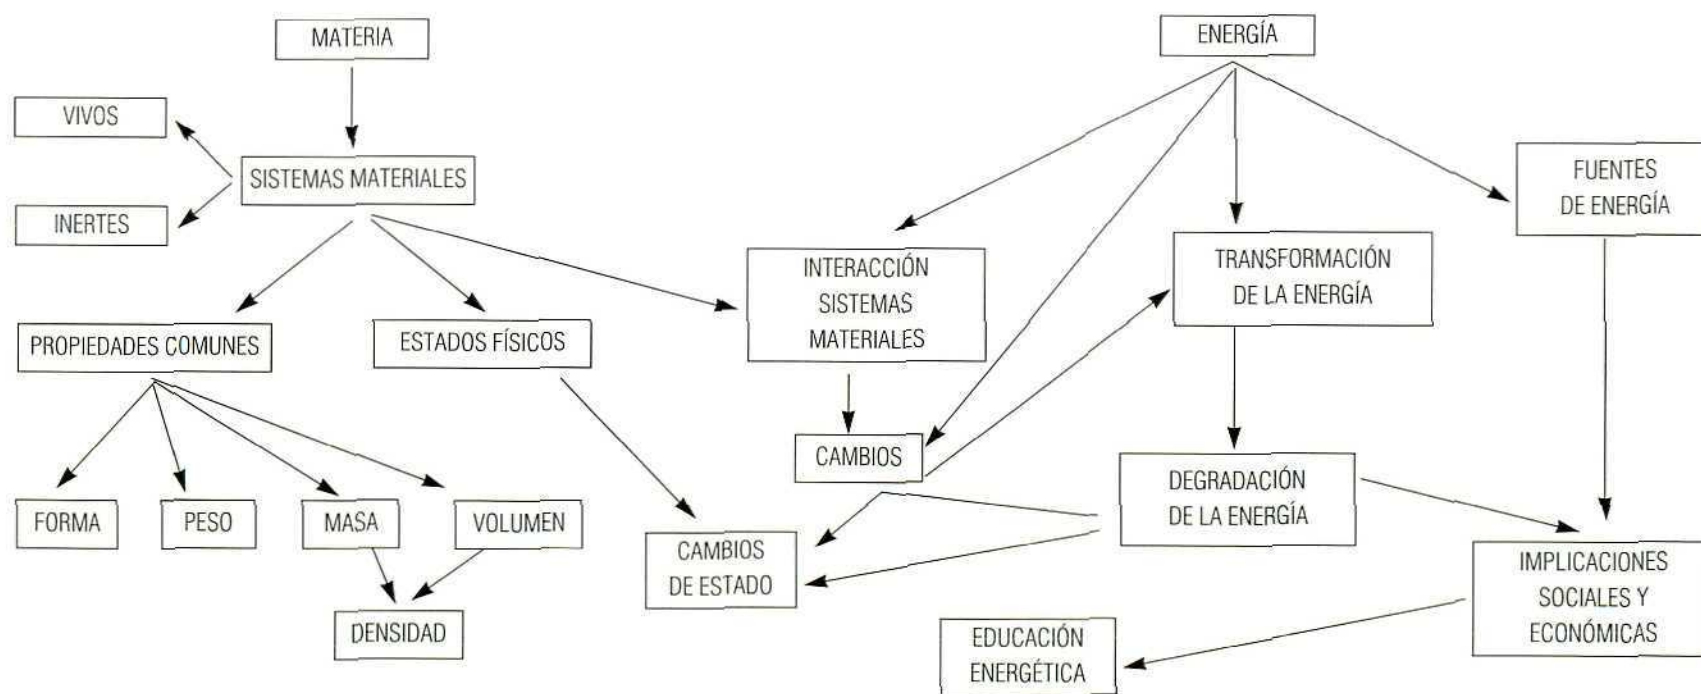 MATERIA
ENERGÍA
VIVOS
SISTEMAS MATERIALES
INERTES
FUENTES
DE ENERGÍA
INTERACCIÓN
SISTEMAS
MATERIALES
TRANSFORMACIÓN
DE LA ENERGÍA
PROPIEDADES COMUNES
ESTADOS FÍSICOS
CAMBIOS
DEGRADACIÓN
DE LA ENERGÍA
FORMA
PESO
MASA
VOLUMEN
CAMBIOS
DE ESTADO
IMPLICACIONES
SOCIALES Y
ECONÓMICAS
DENSIDAD
EDUCACIÓN
ENERGÉTICA